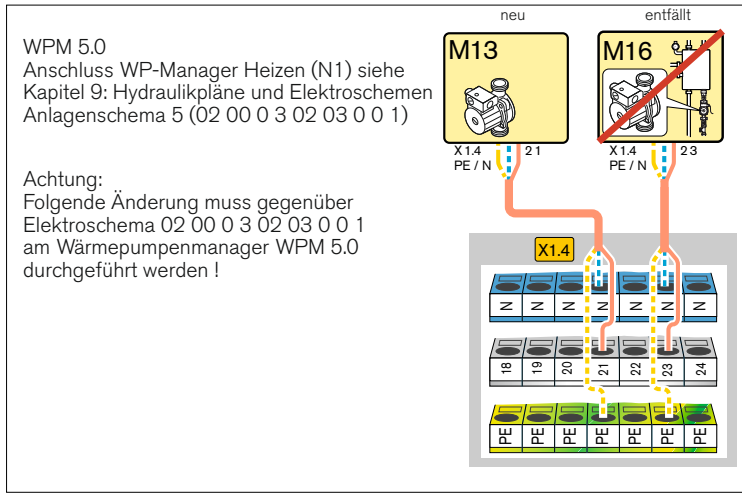 WPM 5.0
Anschluss WP-Manager Heizen (N1) siehe
Kapitel 9: Hydraulikpläne und Elektroschemen
Anlagenschema 5 (02 00 0 3 02 03 0 0 1)
Achtung:
Folgende Änderung muss gegenüber
Elektroschema 02 00 0 3 02 03 0 0 1
am Wärmepumpenmanager WPM 5.0
durchgeführt werden !
neu
entfällt
M13
M16
X1.4 21
PE / N
X1.4 23
PE / N
X1.4
N N N N N N N
18 19 20 21 22 23 24
PE PE PE PE PE PE PE